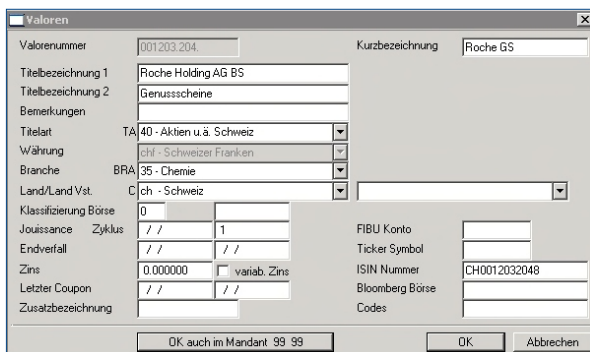 Valoren
Valorennummer 001203.204. Kurzbezeichnung Roche GS
Titelbezeichnung 1 Roche Holding AG BS
Titelbezeichnung 2 Genussscheine
Bemerkungen
Titelart TA 40 - Aktien u.ä. Schweiz
Währung chf - Schweizer Franken
Branche BRA 35 - Chemie
Land/Land Vst. C ch - Schweiz
Klassifizierung Börse 0
Jouissance Zyklus / / 1 FIBU Konto
Endverfall / / / / Ticker Symbol
Zins 0.000000 variab. Zins ISIN Nummer CH0012032048
Letzter Coupon / / / / Bloomberg Börse
Zusatzbezeichnung Codes
OK auch im Mandant 99 99 OK Abbrechen